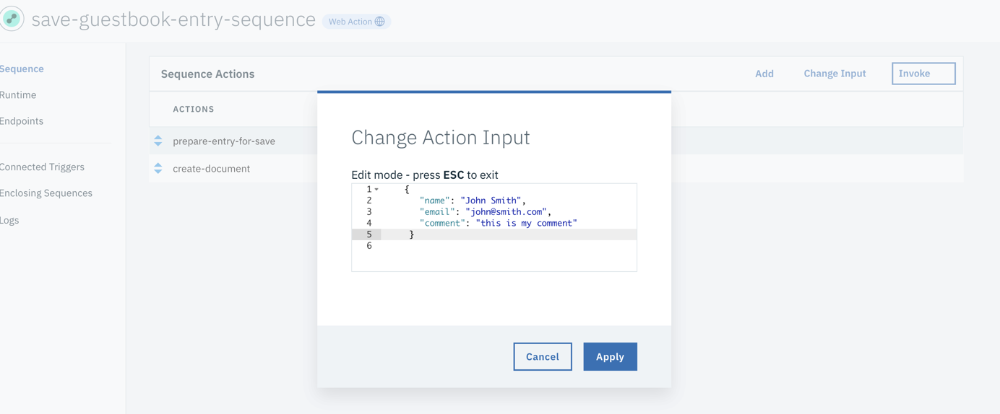 save-guestbook-entry-sequence Web Action
Sequence
Runtime
Endpoints
Connected Triggers
Enclosing Sequences
Logs
Sequence Actions Add Change Input Invoke
ACTIONS
prepare-entry-for-save
create-document
Change Action Input
Edit mode - press ESC to exit
1 {
2 "name": "John Smith",
3 "email": "john@smith.com",
4 "comment": "this is my comment"
5 }
6
Cancel Apply